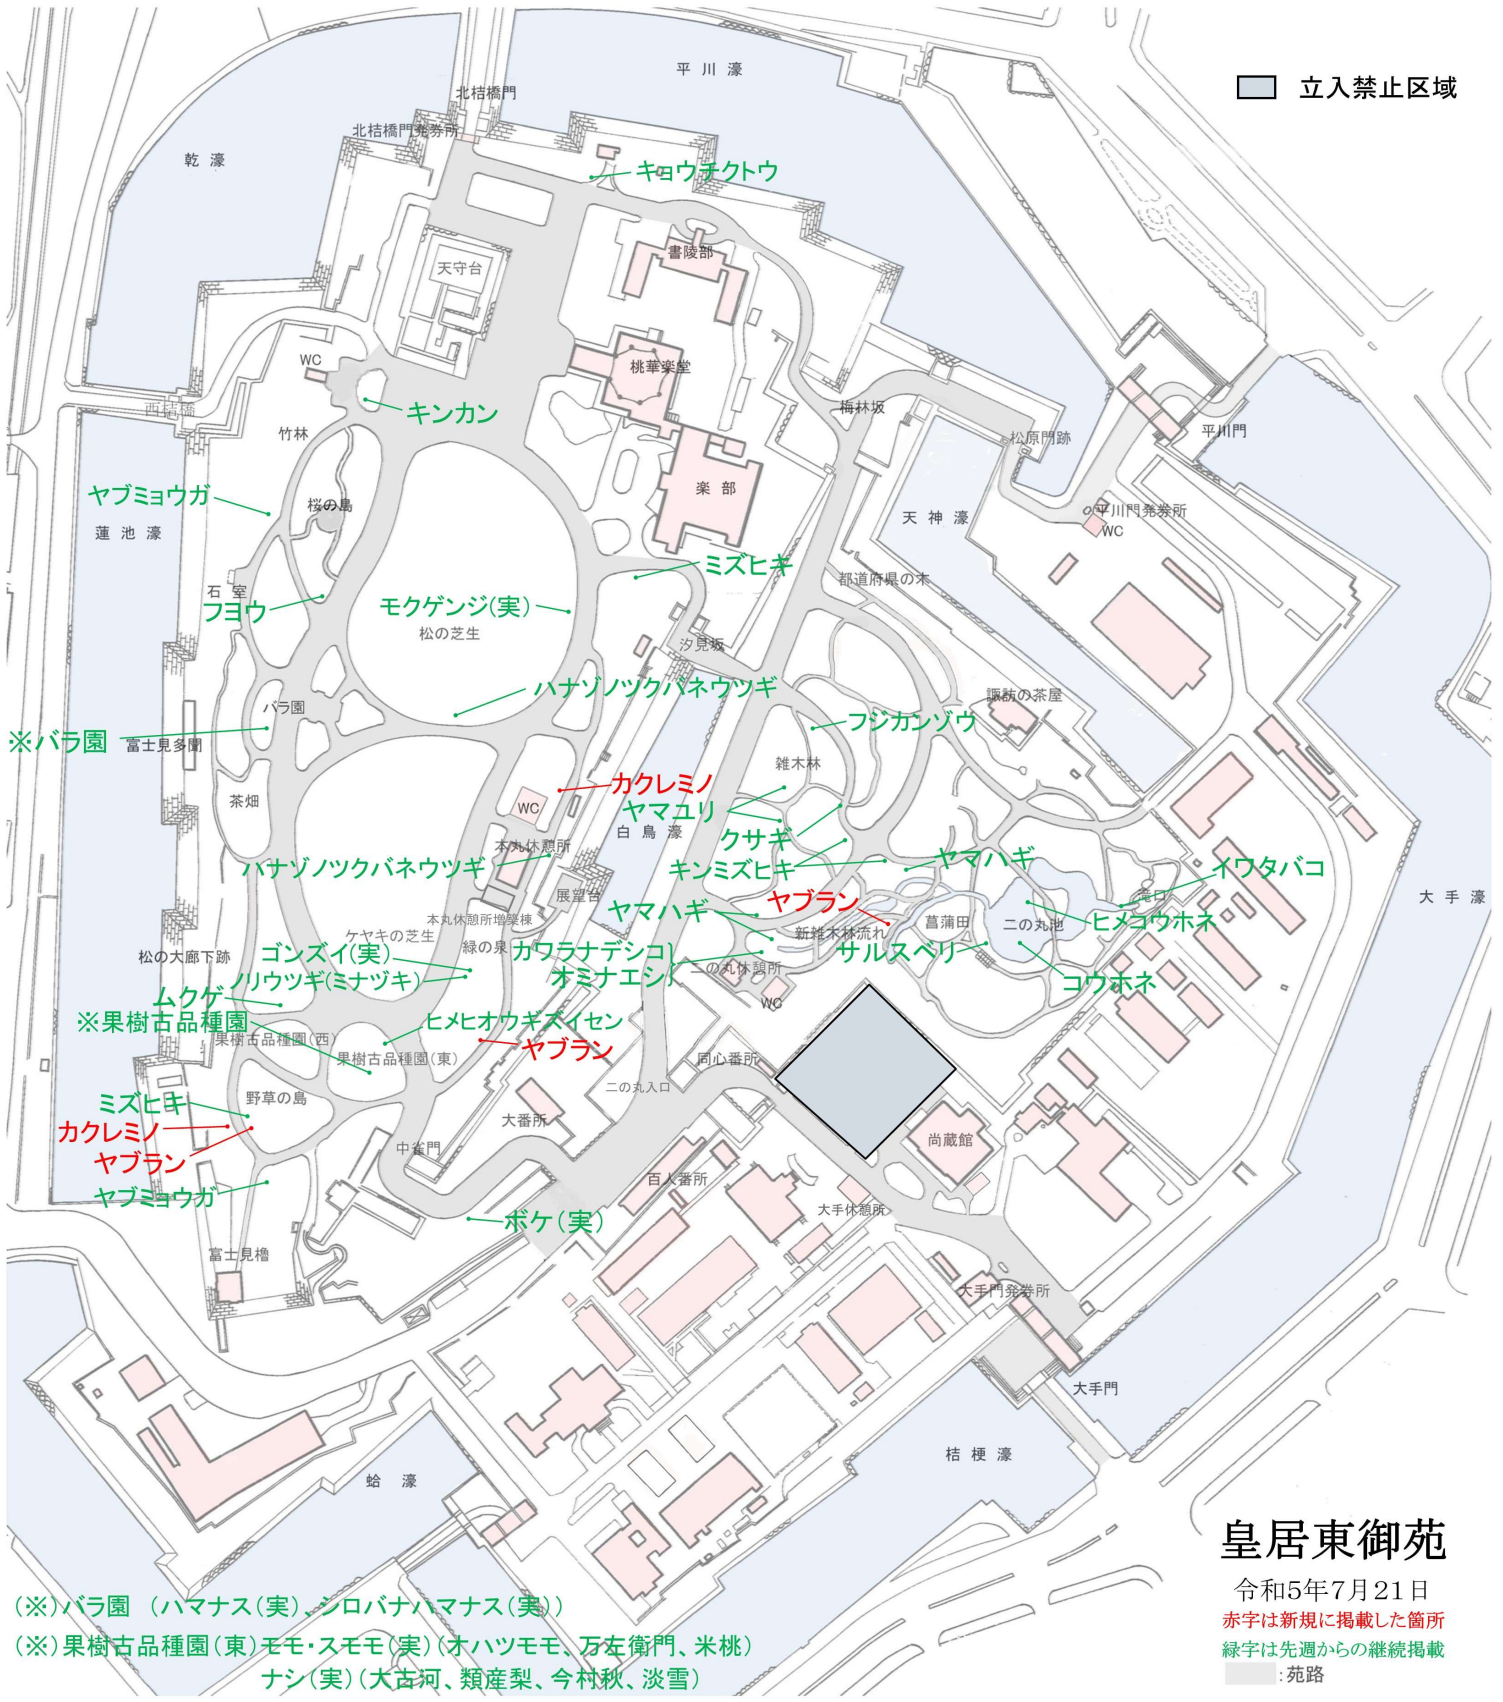 立入禁止区域
平川濠
北桔橋門
北桔橋門発券所
乾濠
キョウチクトウ
書陵部
天守台
WC
桃華楽堂
キンカン
西桔橋
梅林坂
竹林
松原門跡
平川門
ヤブミョウガ
桜の島
楽部
天神濠
平川門発券所
WC
蓮池濠
ミズヒキ
都道府県の木
石室
フヨウ
モクゲンジ(実)
松の芝生
汐見坂
ハナゾノツクバネウツギ
諏訪の茶屋
バラ園
フジカンゾウ
※バラ園
富士見多聞
雑木林
カクレミノ
茶畑
WC
ヤマユリ
白鳥濠
クサギ
本丸休憩所
ハナゾノツクバネウツギ
キンミズヒキ
ヤマハギ
イワタバコ
展望台
滝口
大手濠
ヤブラン
ヤマハギ
本丸休憩所増築棟
菖蒲田
二の丸池
ヒメコウホネ
ケヤキの芝生
新雑木林流れ
緑の泉
カワラナデシコ
ゴンズイ(実)
サルスベリ
松の大廊下跡
二の丸休憩所
オミナエシ
ノリウツギ(ミナヅキ)
コウホネ
ムクゲ
WC
※果樹古品種園
ヒメヒオウギズイセン
果樹古品種園(西)
ヤブラン
果樹古品種園(東)
同心番所
二の丸入口
野草の島
ミズヒキ
大番所
カクレミノ
尚蔵館
中雀門
ヤブラン
百人番所
ヤブミョウガ
大手休憩所
ボケ(実)
富士見櫓
大手門発券所
大手門
桔梗濠
蛤濠
皇居東御苑
令和5年7月21日
赤字は新規に掲載した箇所
緑字は先週からの継続掲載
:苑路
(※)バラ園 (ハマナス(実)、シロバナハマナス(実))
(※)果樹古品種園(東)モモ・スモモ(実)(オハツモモ、万左衛門、米桃)
ナシ(実)(大古河、類産梨、今村秋、淡雪)